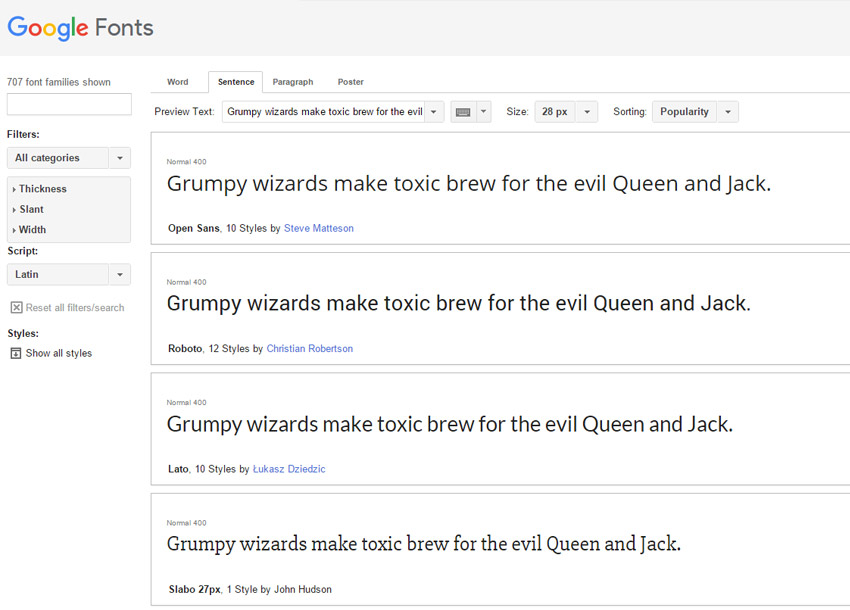 Google Fonts
707 font families shown
Filters:
All categories
Thickness
Slant
Width
Script:
Latin
Reset all filters/search
Styles:
Show all styles
Word Sentence Paragraph Poster
Preview Text: Grumpy wizards make toxic brew for the evil Size: 28 px Sorting: Popularity
Normal 400
Grumpy wizards make toxic brew for the evil Queen and Jack.
Open Sans, 10 Styles by Steve Matteson
Normal 400
Grumpy wizards make toxic brew for the evil Queen and Jack.
Roboto, 12 Styles by Christian Robertson
Normal 400
Grumpy wizards make toxic brew for the evil Queen and Jack.
Lato, 10 Styles by Łukasz Dziedzic
Normal 400
Grumpy wizards make toxic brew for the evil Queen and Jack.
Slabo 27px, 1 Style by John Hudson